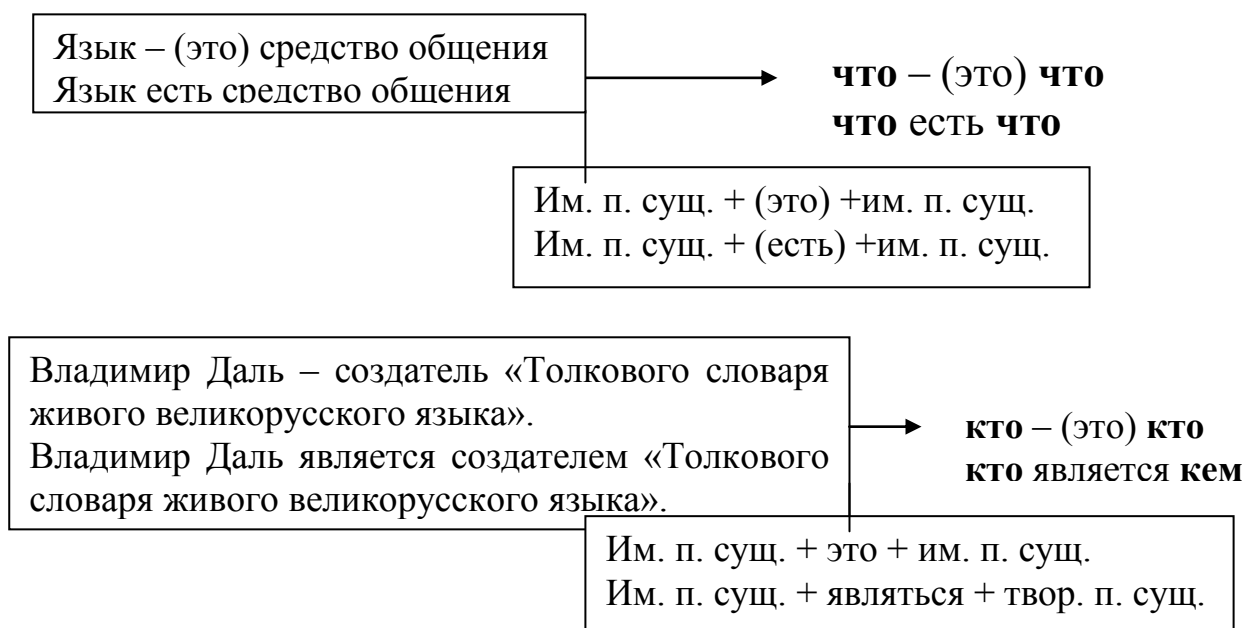 Язык – (это) средство общения
Язык есть средство общения
что – (это) что
что есть что
Им. п. сущ. + (это) +им. п. сущ.
Им. п. сущ. + (есть) +им. п. сущ.
Владимир Даль – создатель «Толкового словаря
живого великорусского языка».
Владимир Даль является создателем «Толкового
словаря живого великорусского языка».
кто – (это) кто
кто является кем
Им. п. сущ. + это + им. п. сущ.
Им. п. сущ. + являться + твор. п. сущ.